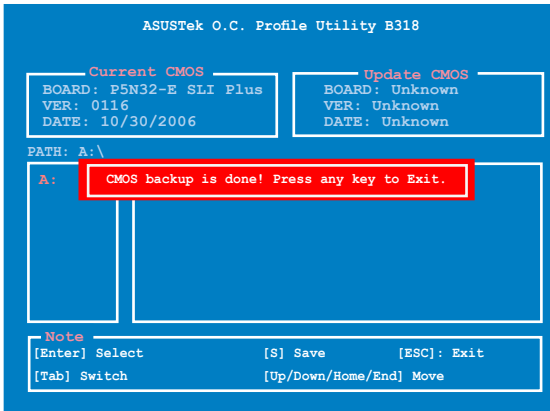 ASUSTek O.C. Profile Utility B318
Current CMOS
BOARD: P5N32-E SLI Plus
VER: 0116
DATE: 10/30/2006
Update CMOS
BOARD: Unknown
VER: Unknown
DATE: Unknown
PATH: A:\
A:
CMOS backup is done! Press any key to Exit.
Note
[Enter] Select [S] Save [ESC]: Exit
[Tab] Switch [Up/Down/Home/End] Move